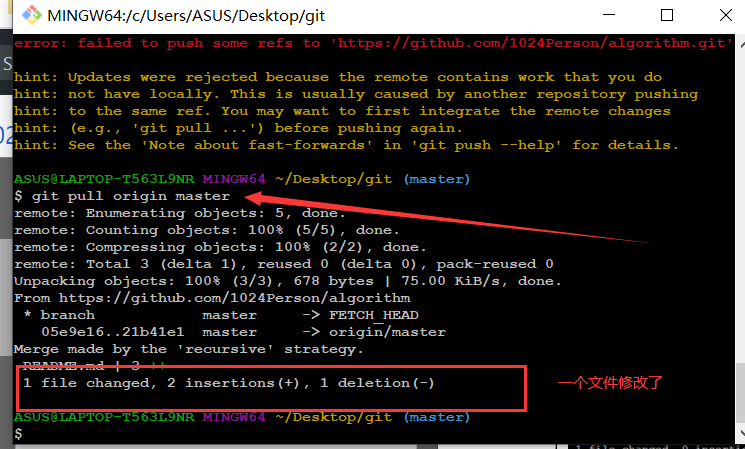 MINGW64:/c/Users/ASUS/Desktop/git
error: failed to push some refs to 'https://github.com/1024Person/algorithm.git'
hint: Updates were rejected because the remote contains work that you do
hint: not have locally. This is usually caused by another repository pushing
hint: to the same ref. You may want to first integrate the remote changes
hint: (e.g., 'git pull ...') before pushing again.
hint: See the 'Note about fast-forwards' in 'git push --help' for details.
ASUS@LAPTOP-T563L9NR MINGW64 ~/Desktop/git (master)
$ git pull origin master
remote: Enumerating objects: 5, done.
remote: Counting objects: 100% (5/5), done.
remote: Compressing objects: 100% (2/2), done.
remote: Total 3 (delta 1), reused 0 (delta 0), pack-reused 0
Unpacking objects: 100% (3/3), 678 bytes | 75.00 KiB/s, done.
From https://github.com/1024Person/algorithm
* branch master -> FETCH_HEAD
05e9e16..21b41e1 master -> origin/master
Merge made by the 'recursive' strategy.
README.md | 3 ++-
1 file changed, 2 insertions(+), 1 deletion(-)
一个文件修改了
ASUS@LAPTOP-T563L9NR MINGW64 ~/Desktop/git (master)
$